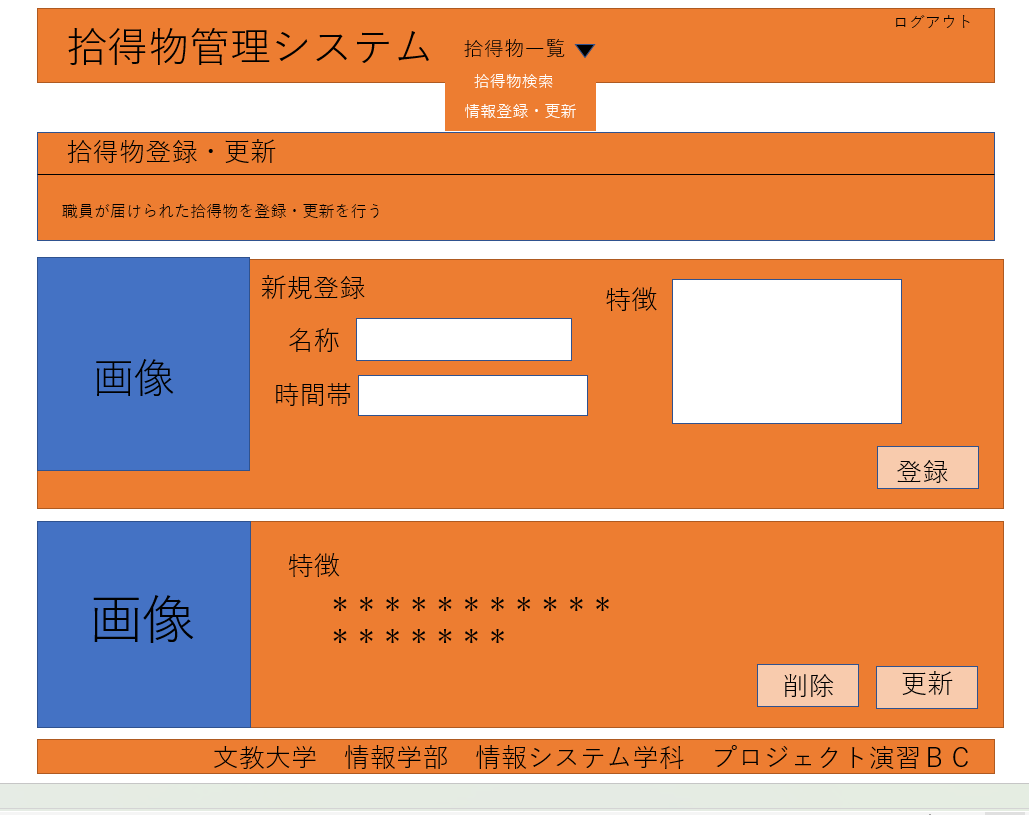 ログアウト
拾得物管理システム
拾得物一覧
拾得物検索
情報登録・更新
拾得物登録・更新
職員が届けられた拾得物を登録・更新を行う
画像
新規登録
名称
時間帯
特徴
登録
画像
特徴
＊＊＊＊＊＊＊＊＊＊＊
＊＊＊＊＊＊＊
削除
更新
文教大学　情報学部　情報システム学科　プロジェクト演習ＢＣ